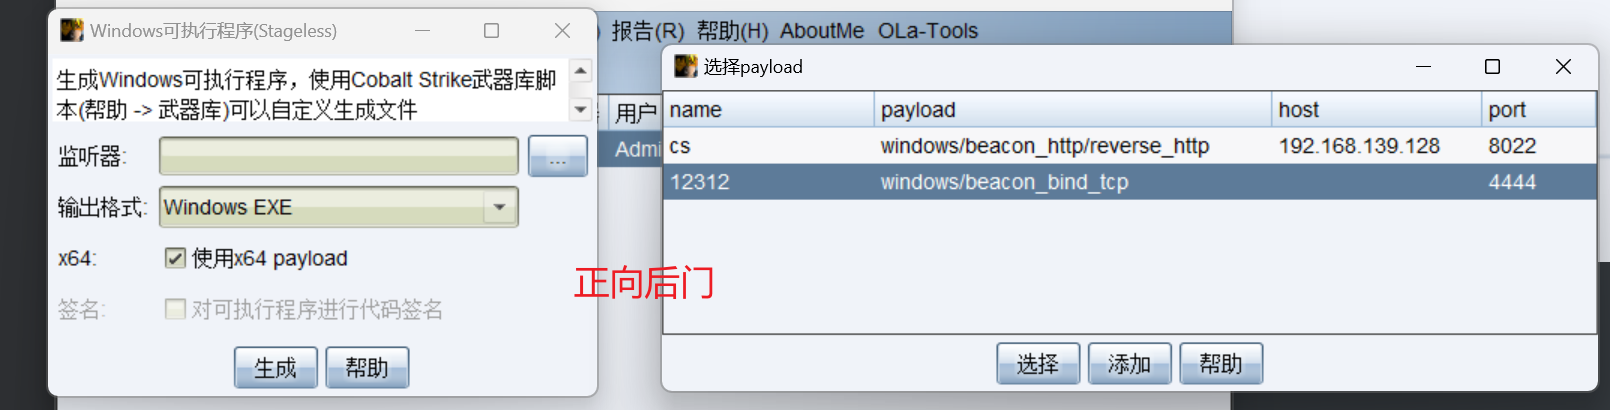 Windows可执行程序(Stageless)
生成Windows可执行程序，使用Cobalt Strike武器库脚
本(帮助 -> 武器库)可以自定义生成文件
监听器:
...
输出格式: Windows EXE
x64: 使用x64 payload
签名: 对可执行程序进行代码签名
生成 帮助
) 报告(R) 帮助(H) AboutMe OLa-Tools
用户
Admi
正向后门
选择payload
name payload host port
cs windows/beacon_http/reverse_http 192.168.139.128 8022
12312 windows/beacon_bind_tcp 4444
选择 添加 帮助